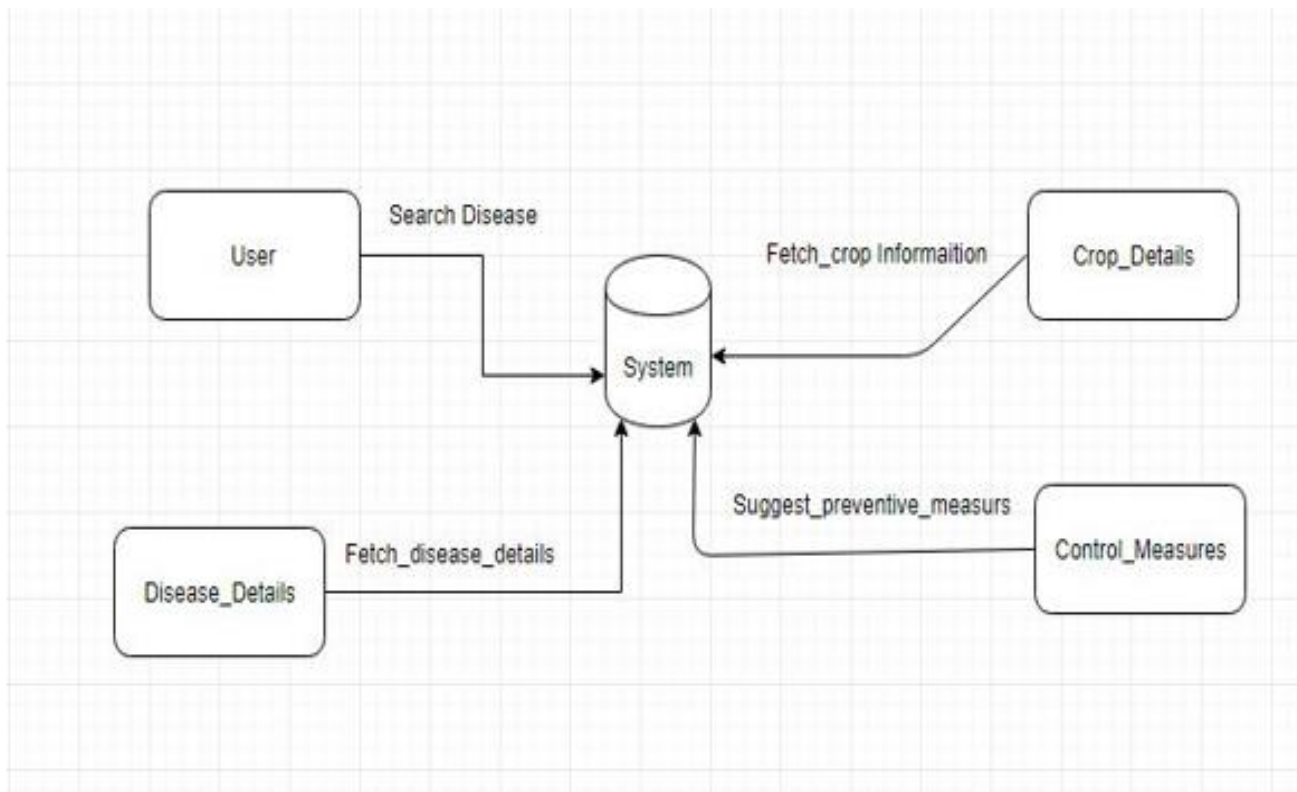 Search Disease
User
Fetch_crop Informaition
Crop_Details
System
Suggest_preventive_measurs
Control_Measures
Fetch_disease_details
Disease_Details